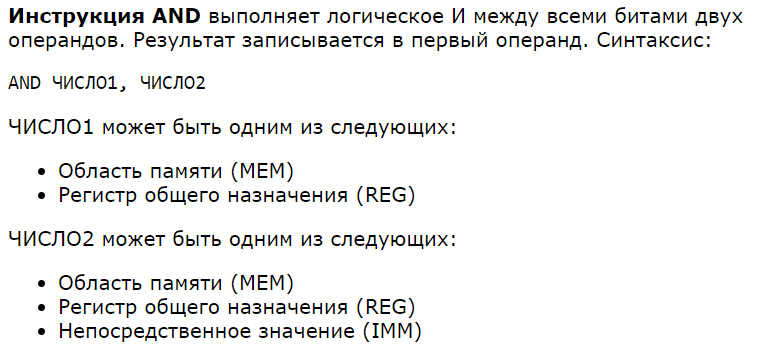 Инструкция AND выполняет логическое И между всеми битами двух
операндов. Результат записывается в первый операнд. Синтаксис:
AND ЧИСЛО1, ЧИСЛО2
ЧИСЛО1 может быть одним из следующих:
• Область памяти (MEM)
• Регистр общего назначения (REG)
ЧИСЛО2 может быть одним из следующих:
• Область памяти (MEM)
• Регистр общего назначения (REG)
• Непосредственное значение (IMM)